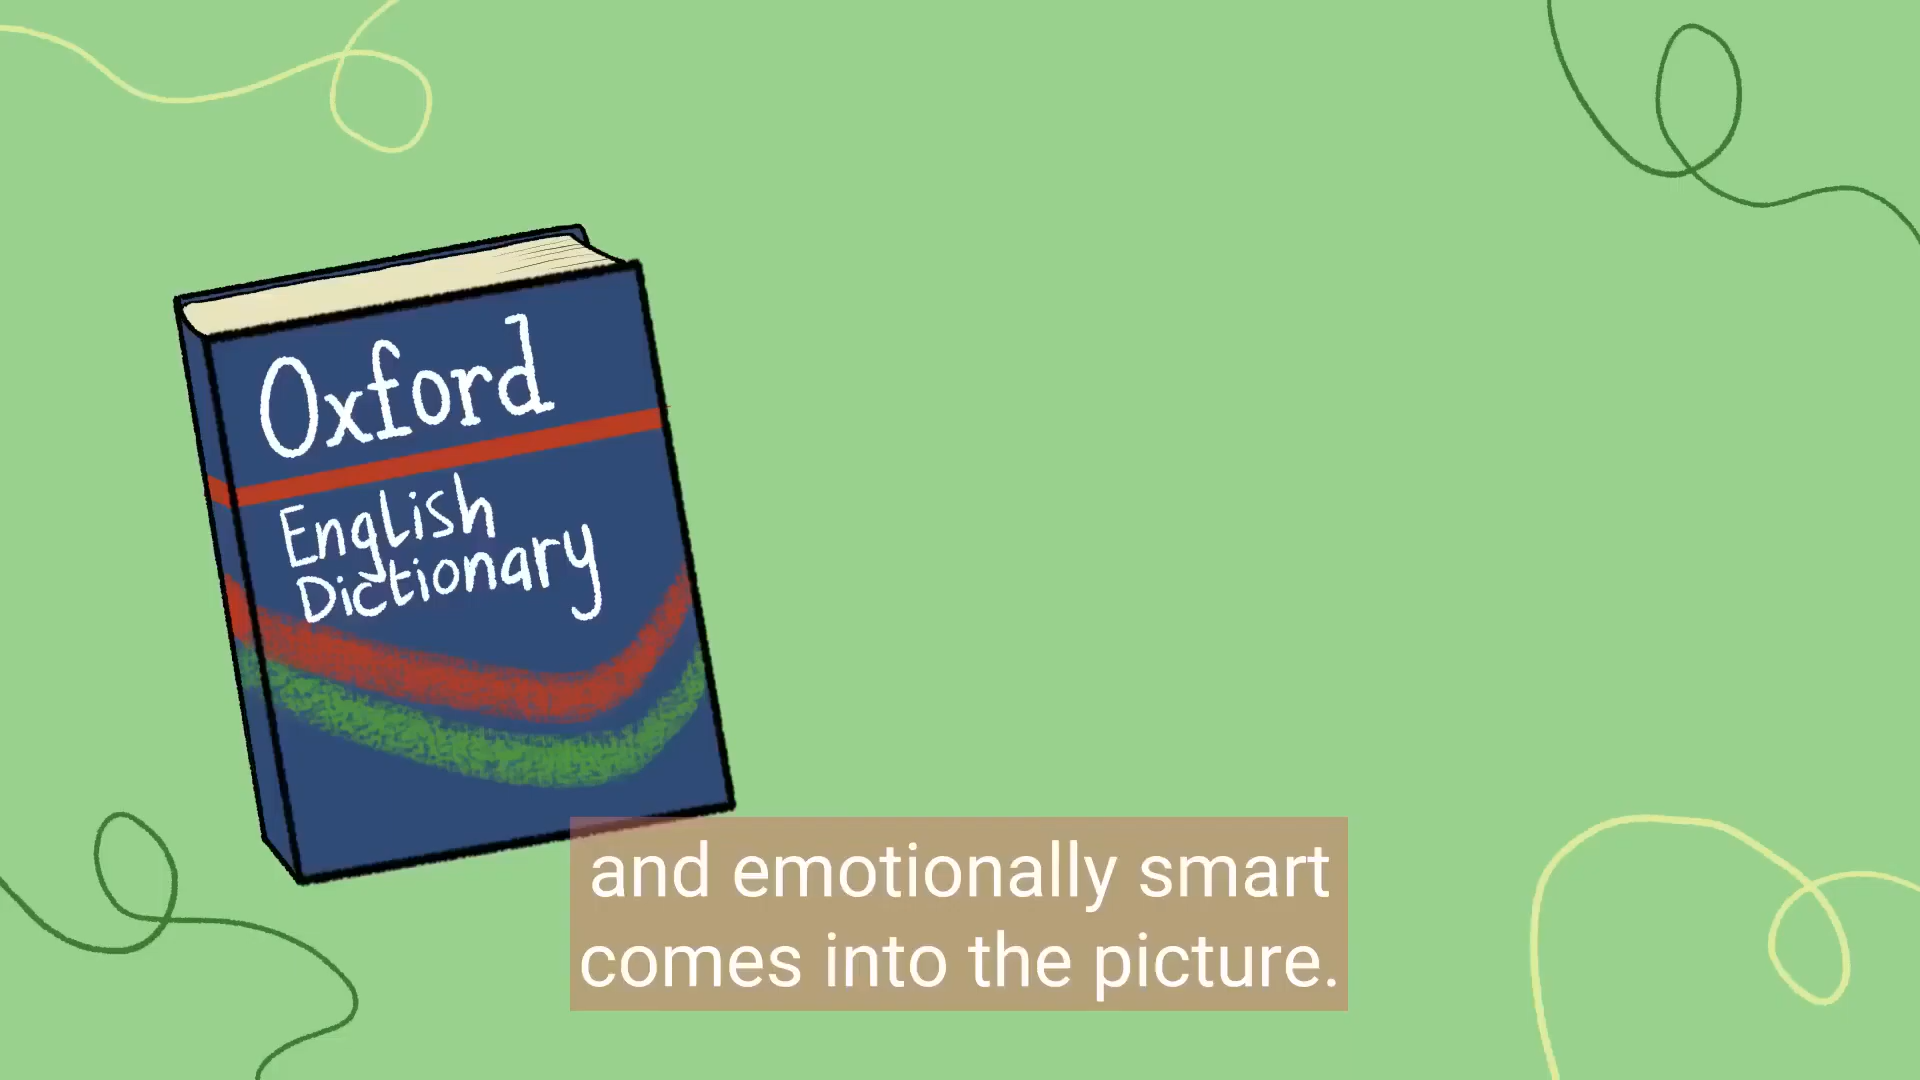 Oxford
English
Dictionary
and emotionally smart
comes into the picture.